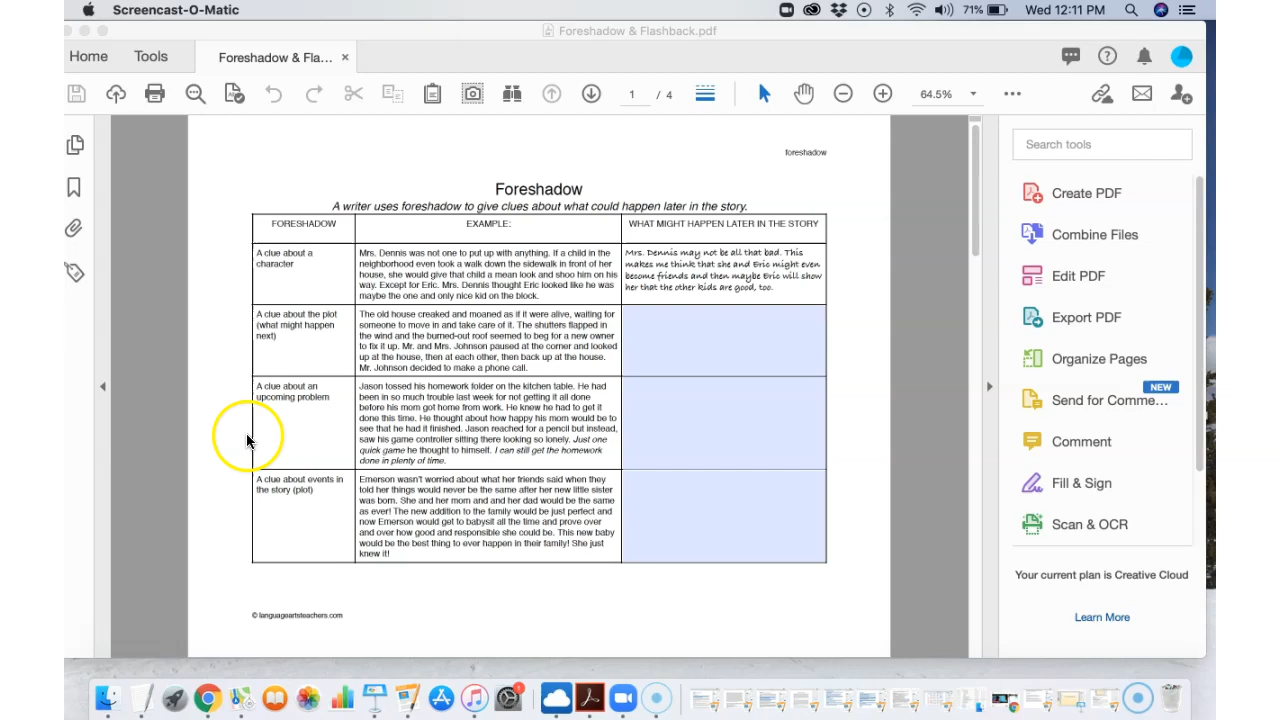 Screencast-O-Matic
71%
Wed 12:11 PM
Foreshadow & Flashback.pdf
Home
Tools
Foreshadow & Fla... ×
1 / 4
64.5%
foreshadow
Search tools
Foreshadow
A writer uses foreshadow to give clues about what could happen later in the story.
FORESHADOW
EXAMPLE:
WHAT MIGHT HAPPEN LATER IN THE STORY
A clue about a
character
Mrs. Dennis was not one to put up with anything. If a child in the
neighborhood even took a walk down the sidewalk in front of her
house, she would give that child a mean look and shoo him on his
way. Except for Eric. Mrs. Dennis thought Eric looked like he was
maybe the one and only nice kid on the block.
Mrs. Dennis may not be all that bad. This
makes me think that she and Eric might even
become friends and then maybe Eric will show
her that the other kids are good, too.
A clue about the plot
(what might happen
next)
The old house creaked and moaned as if it were alive, waiting for
someone to move in and take care of it. The shutters flapped in
the wind and the burned-out roof seemed to beg for a new owner
to fix it up. Mr. and Mrs. Johnson paused at the corner and looked
up at the house, then at each other, then back up at the house.
Mr. Johnson decided to make a phone call.
A clue about an
upcoming problem
Jason tossed his homework folder on the kitchen table. He had
been in so much trouble last week for not getting it all done
before his mom got home from work. He knew he had to get it
done this time. He thought about how happy his mom would be to
see that he had it finished. Jason reached for a pencil but instead,
saw his game controller sitting there looking so lonely. Just one
quick game he thought to himself. I can still get the homework
done in plenty of time.
A clue about events in
the story (plot)
Emerson wasn't worried about what her friends said when they
told her things would never be the same after her new little sister
was born. She and her mom and and her dad would be the same
as ever! The new addition to the family would be just perfect and
now Emerson would get to babysit all the time and prove over
and over how good and responsible she could be. This new baby
would be the best thing to ever happen in their family! She just
knew it!
© languageartsteachers.com
Create PDF
Combine Files
Edit PDF
Export PDF
Organize Pages
NEW
Send for Comme...
Comment
Fill & Sign
Scan & OCR
Your current plan is Creative Cloud
Learn More